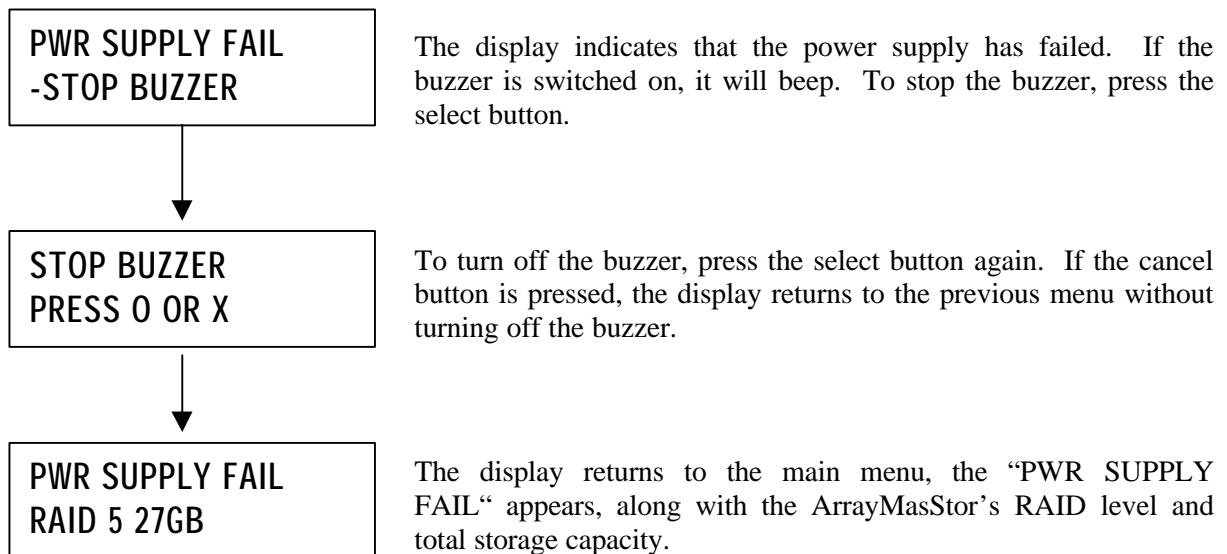 PWR SUPPLY FAIL
-STOP BUZZER
The display indicates that the power supply has failed. If the
buzzer is switched on, it will beep. To stop the buzzer, press the
select button.
STOP BUZZER
PRESS O OR X
To turn off the buzzer, press the select button again. If the cancel
button is pressed, the display returns to the previous menu without
turning off the buzzer.
PWR SUPPLY FAIL
RAID 5 27GB
The display returns to the main menu, the “PWR SUPPLY
FAIL“ appears, along with the ArrayMasStor’s RAID level and
total storage capacity.